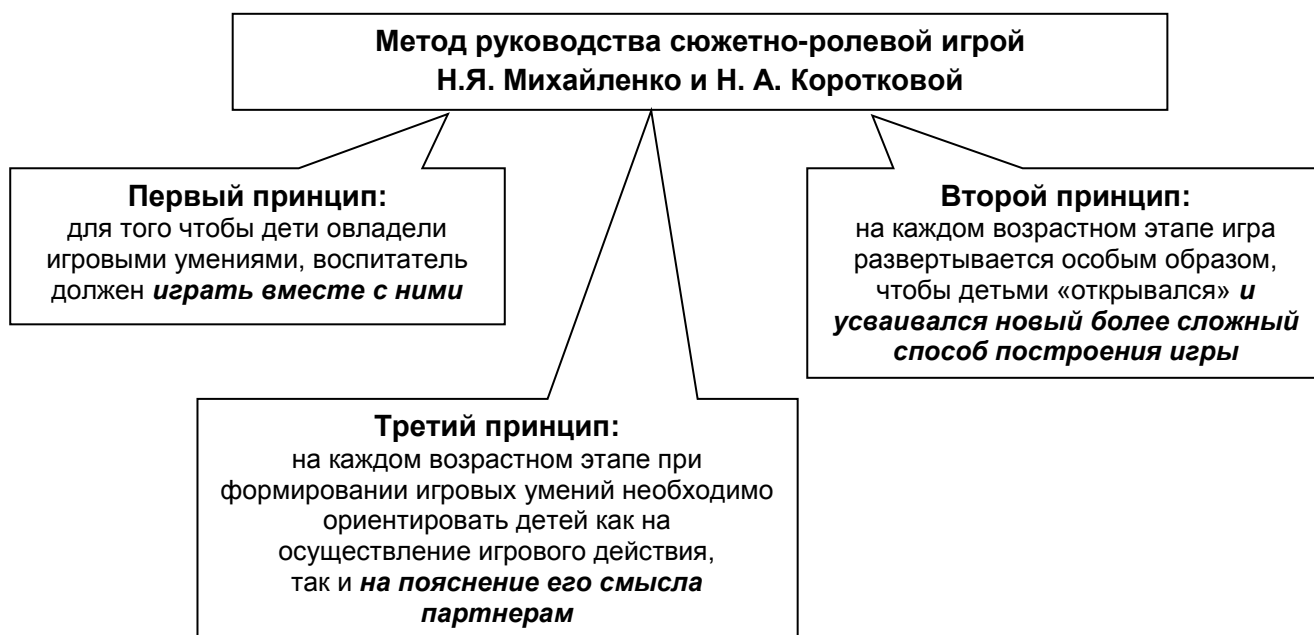 Метод руководства сюжетно-ролевой игрой
Н.Я. Михайленко и Н. А. Коротковой
Первый принцип:
для того чтобы дети овладели
игровыми умениями, воспитатель
должен играть вместе с ними
Второй принцип:
на каждом возрастном этапе игра
развертывается особым образом,
чтобы детьми «открывался» и
усваивался новый более сложный
способ построения игры
Третий принцип:
на каждом возрастном этапе при
формировании игровых умений необходимо
ориентировать детей как на
осуществление игрового действия,
так и на пояснение его смысла
партнерам